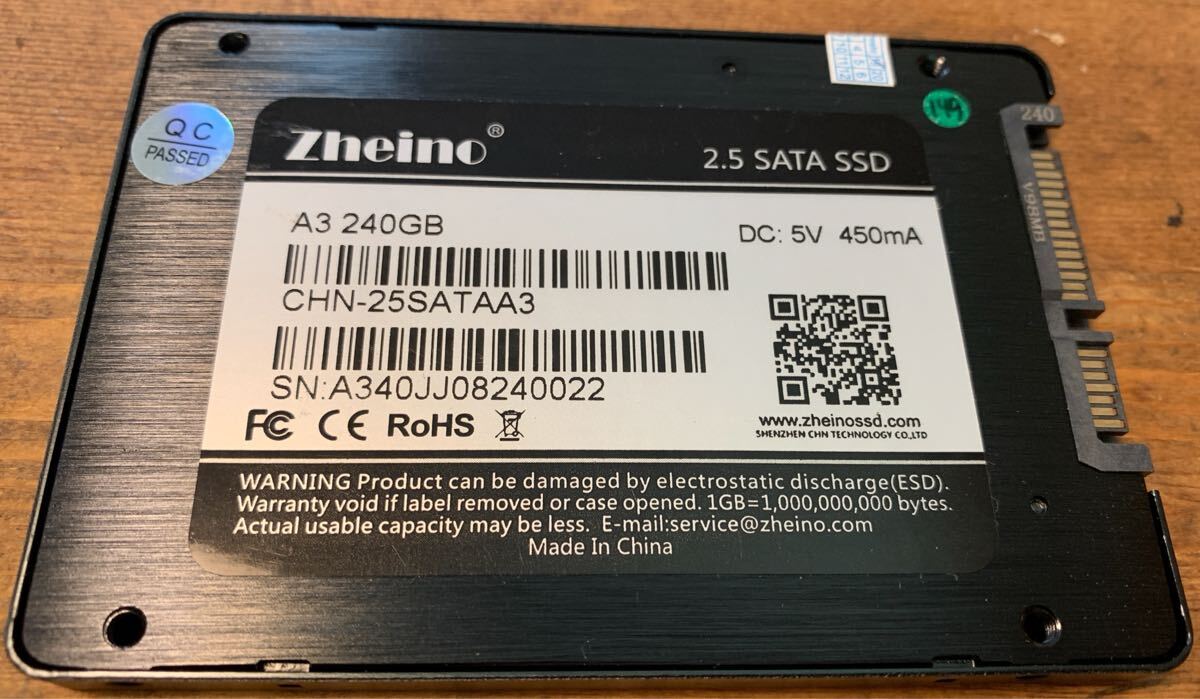 QC
PASSED
149
240
Zheino®
2.5 SATA SSD
A3 240GB
DC: 5V 450mA
CHN-25SATAA3
SN:A340JJ08240022
FC CE RoHS
www.zheinossd.com
SHENZHEN CHN TECHNOLOGY CO.,LTD
WARNING Product can be damaged by electrostatic discharge(ESD).
Warranty void if label removed or case opened. 1GB=1,000,000,000 bytes.
Actual usable capacity may be less. E-mail:service@zheino.com
Made In China